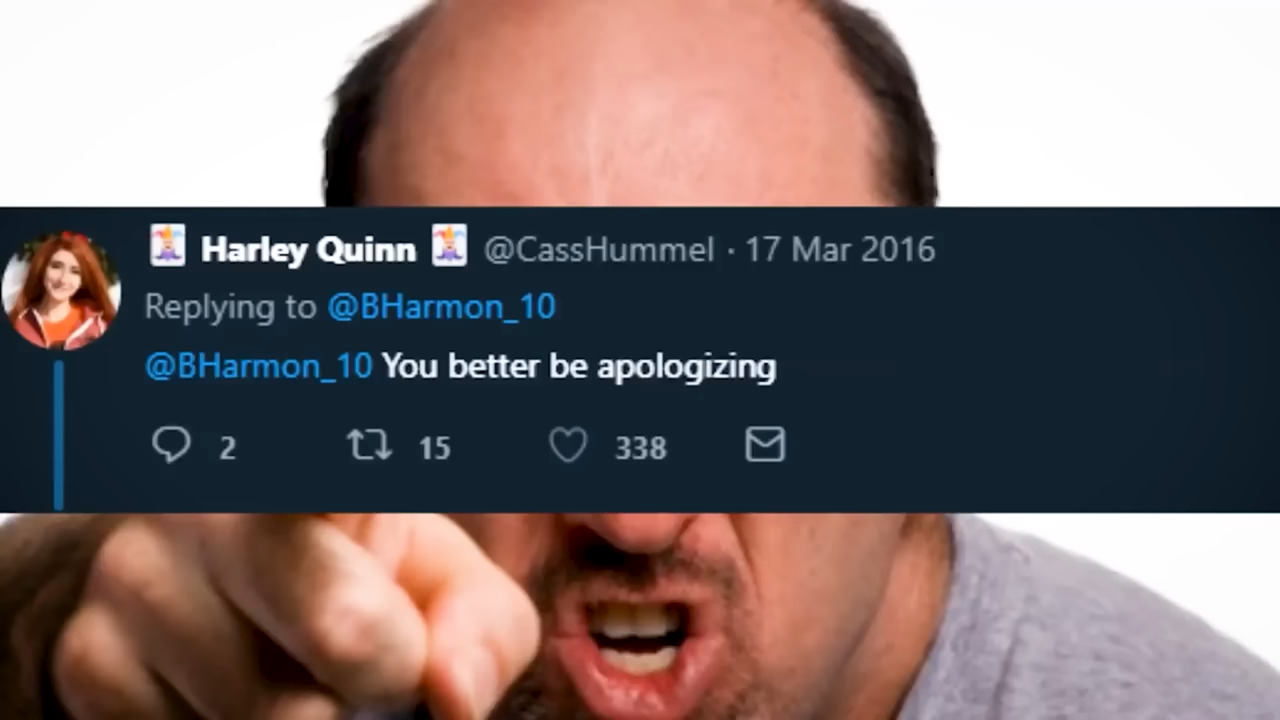 🃏 Harley Quinn 🃏 @CassHummel · 17 Mar 2016
Replying to @BHarmon_10
@BHarmon_10 You better be apologizing
2 15 338